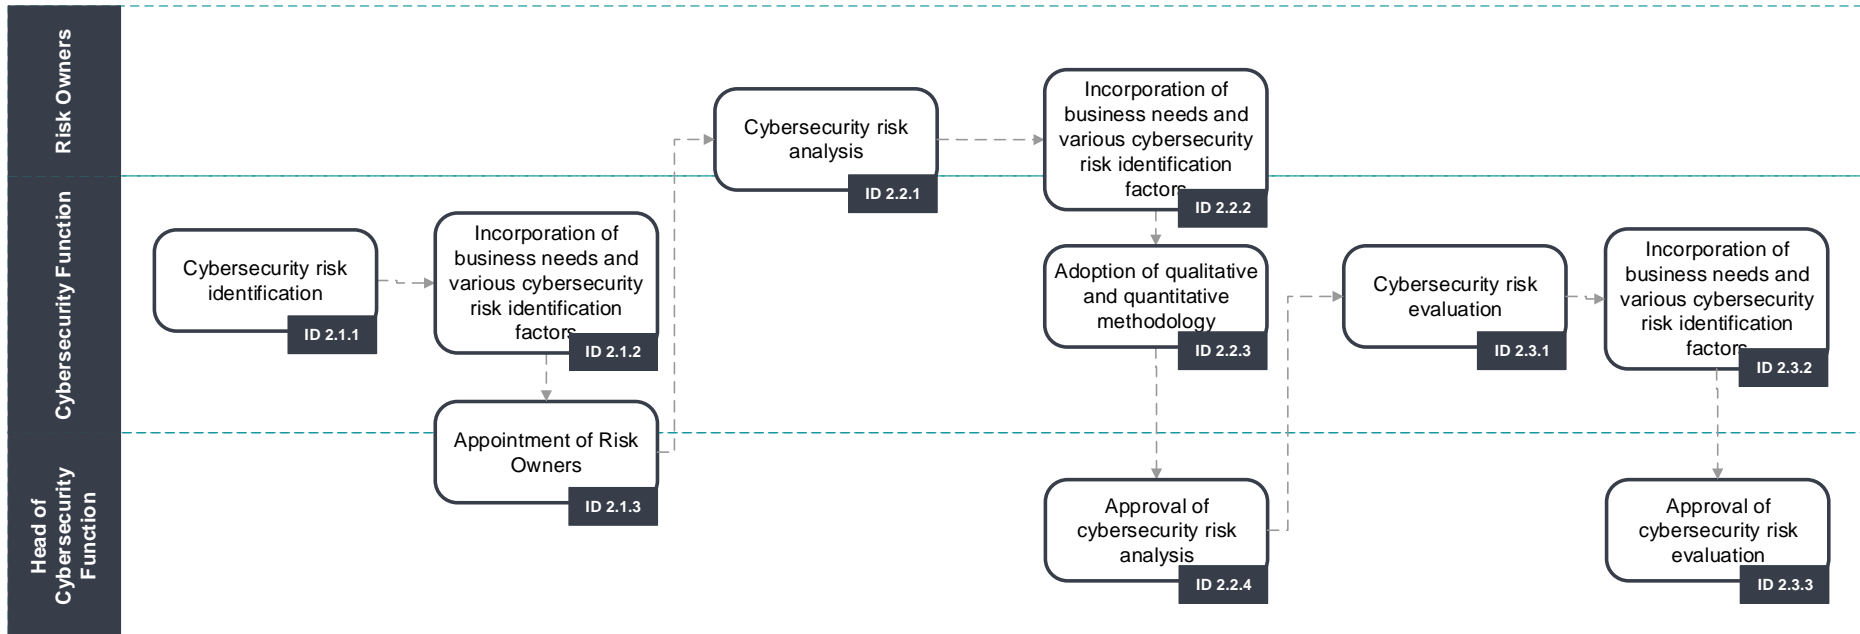 Risk Owners
Cybersecurity Function
Head of
Cybersecurity
Function
Cybersecurity risk
identification
ID 2.1.1
Incorporation of
business needs and
various cybersecurity
risk identification
factors
ID 2.1.2
Appointment of Risk
Owners
ID 2.1.3
Cybersecurity risk
analysis
ID 2.2.1
Incorporation of
business needs and
various cybersecurity
risk identification
factors
ID 2.2.2
Adoption of qualitative
and quantitative
methodology
ID 2.2.3
Approval of
cybersecurity risk
analysis
ID 2.2.4
Cybersecurity risk
evaluation
ID 2.3.1
Incorporation of
business needs and
various cybersecurity
risk identification
factors
ID 2.3.2
Approval of
cybersecurity risk
evaluation
ID 2.3.3